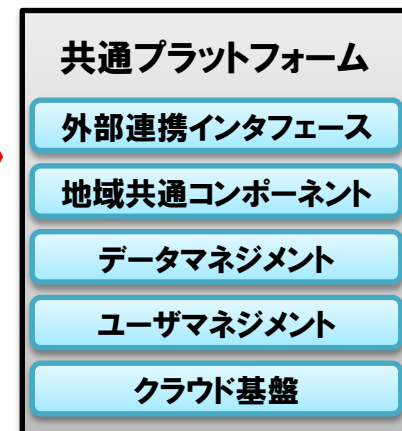 共通プラットフォーム
外部連携インタフェース
地域共通コンポーネント
データマネジメント
ユーザマネジメント
クラウド基盤